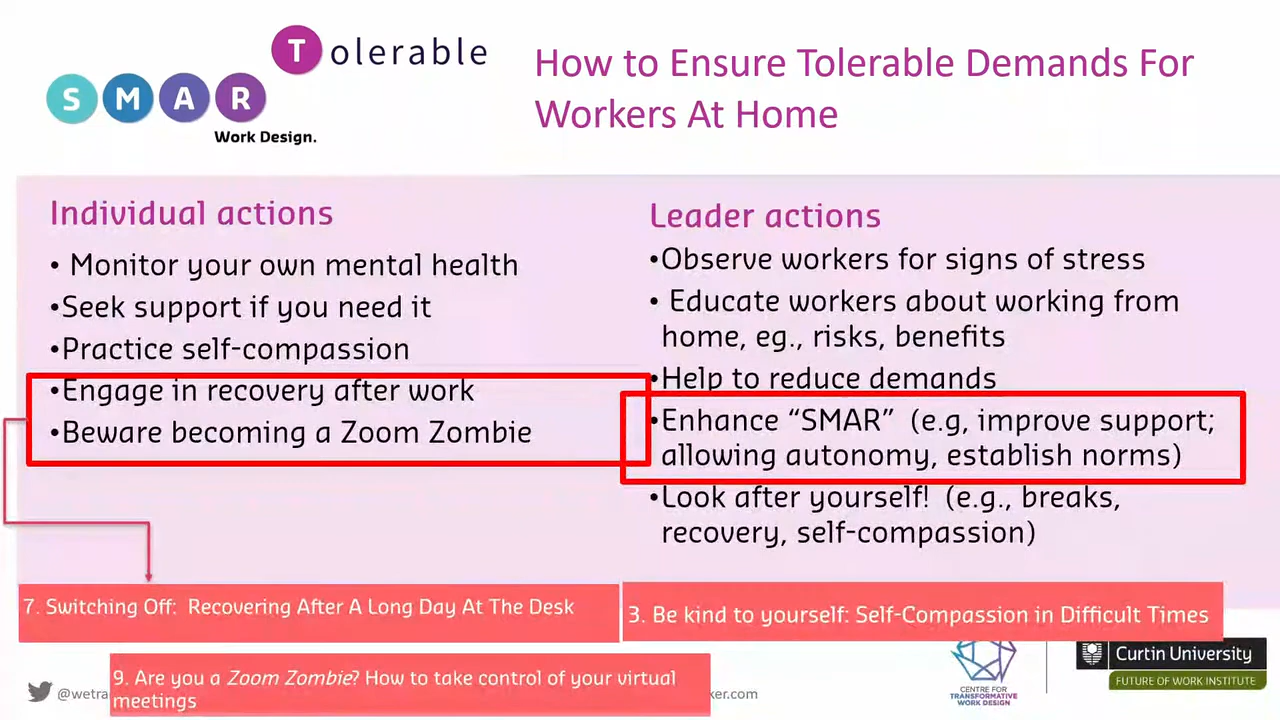 Tolerable
SMAR
Work Design.
How to Ensure Tolerable Demands For
Workers At Home
Individual actions
• Monitor your own mental health
•Seek support if you need it
•Practice self-compassion
•Engage in recovery after work
•Beware becoming a Zoom Zombie
Leader actions
•Observe workers for signs of stress
• Educate workers about working from
home, eg., risks, benefits
•Help to reduce demands
•Enhance “SMAR” (e.g, improve support;
allowing autonomy, establish norms)
•Look after yourself! (e.g., breaks,
recovery, self-compassion)
7. Switching Off: Recovering After A Long Day At The Desk
3. Be kind to yourself: Self-Compassion in Difficult Times
9. Are you a Zoom Zombie? How to take control of your virtual
meetings
@wetra
ker.com
CENTRE FOR
TRANSFORMATIVE
WORK DESIGN
Curtin University
FUTURE OF WORK INSTITUTE